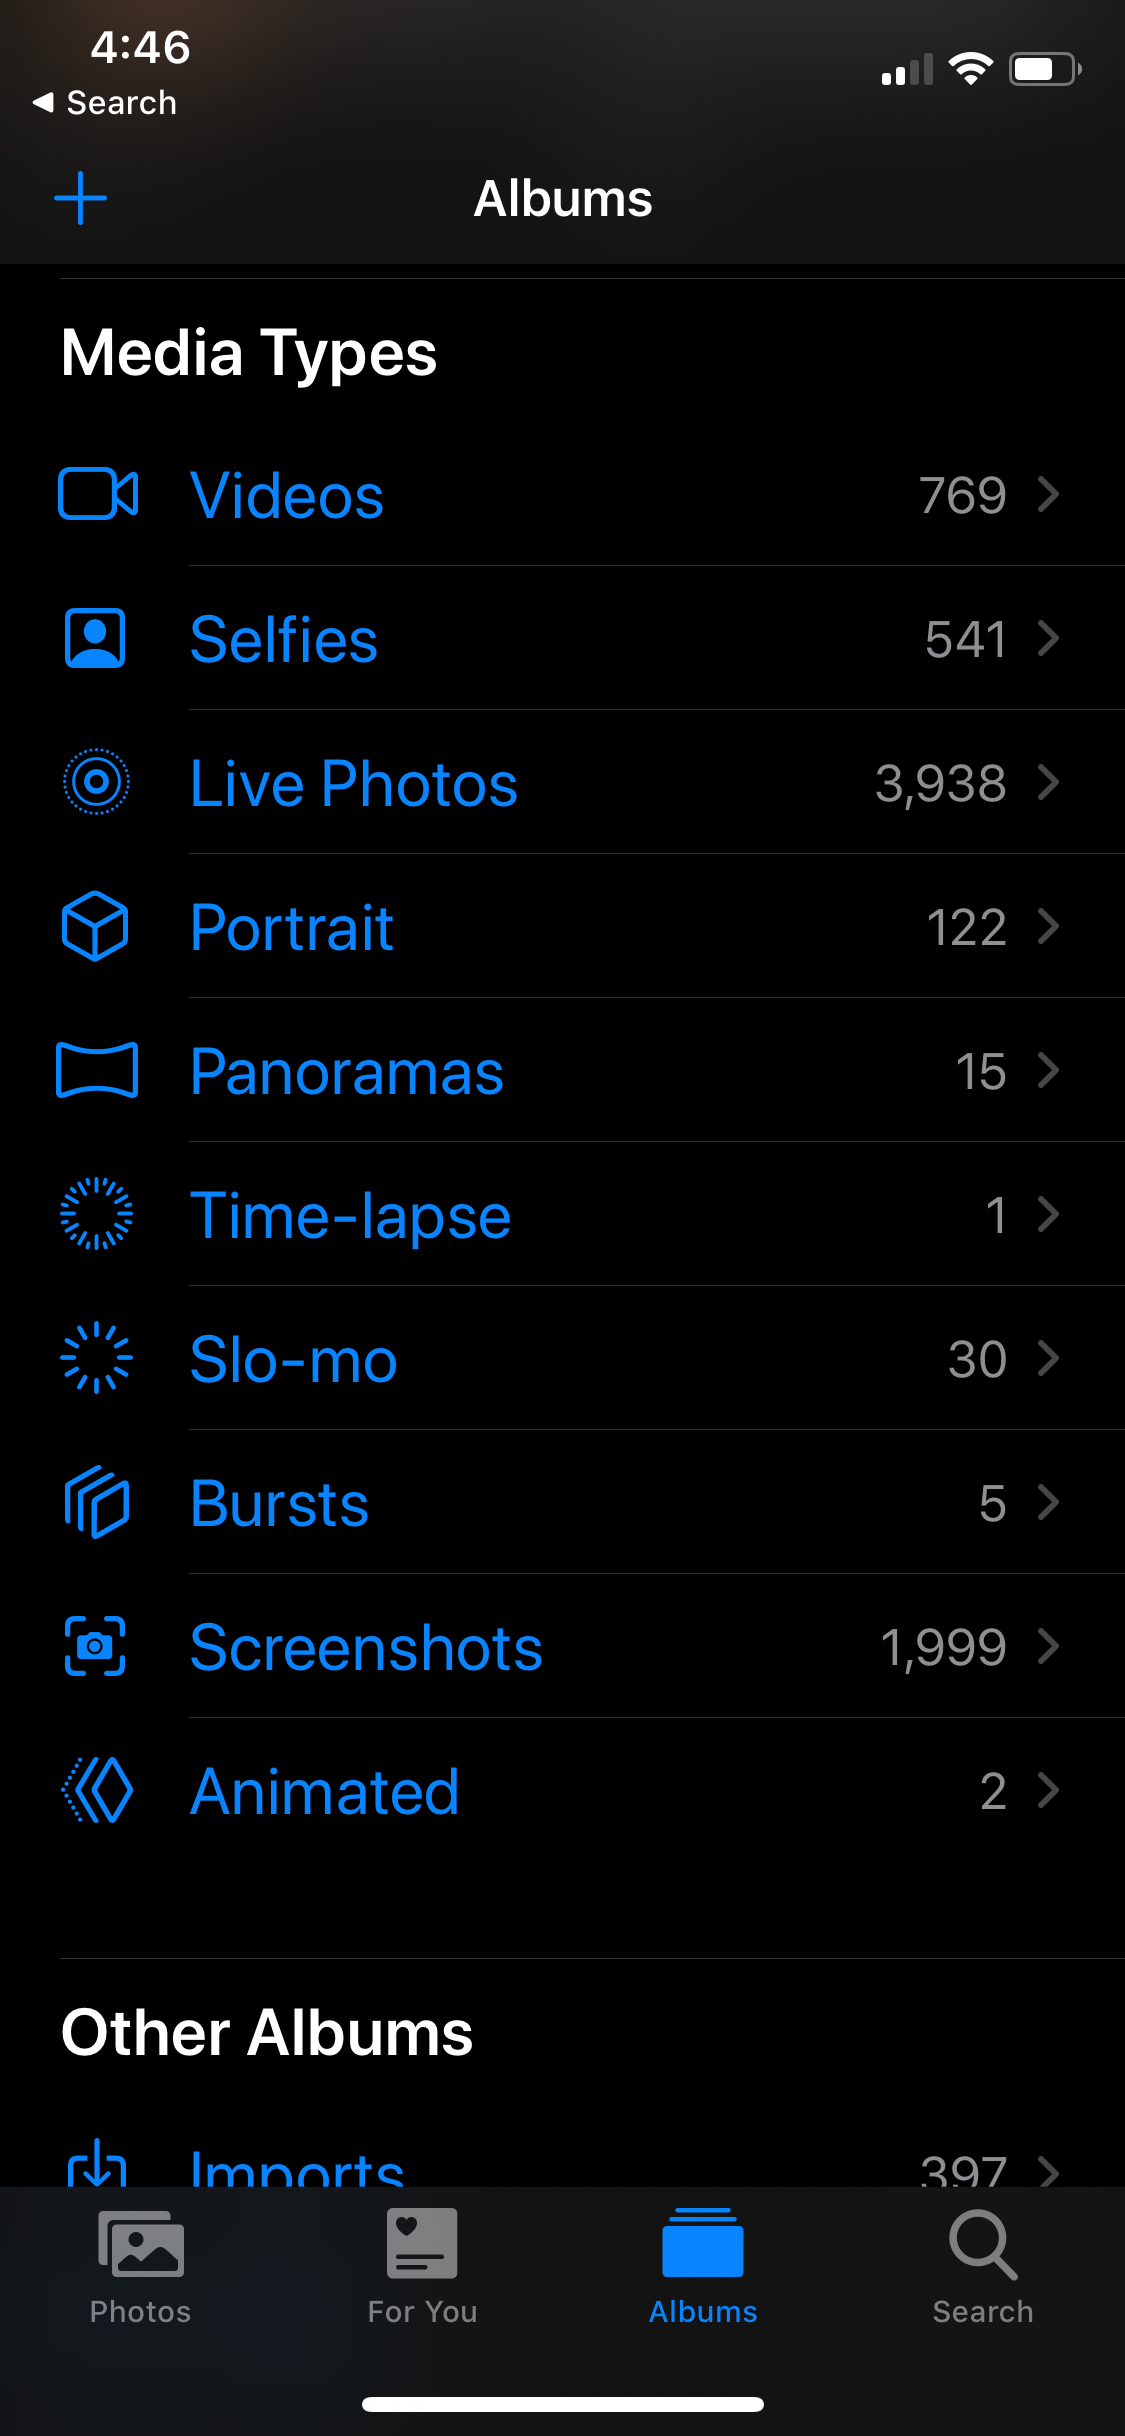 4:46
◀ Search
Albums
Media Types
Videos 769
Selfies 541
Live Photos 3,938
Portrait 122
Panoramas 15
Time-lapse 1
Slo-mo 30
Bursts 5
Screenshots 1,999
Animated 2
Other Albums
Imports 397
Photos For You Albums Search